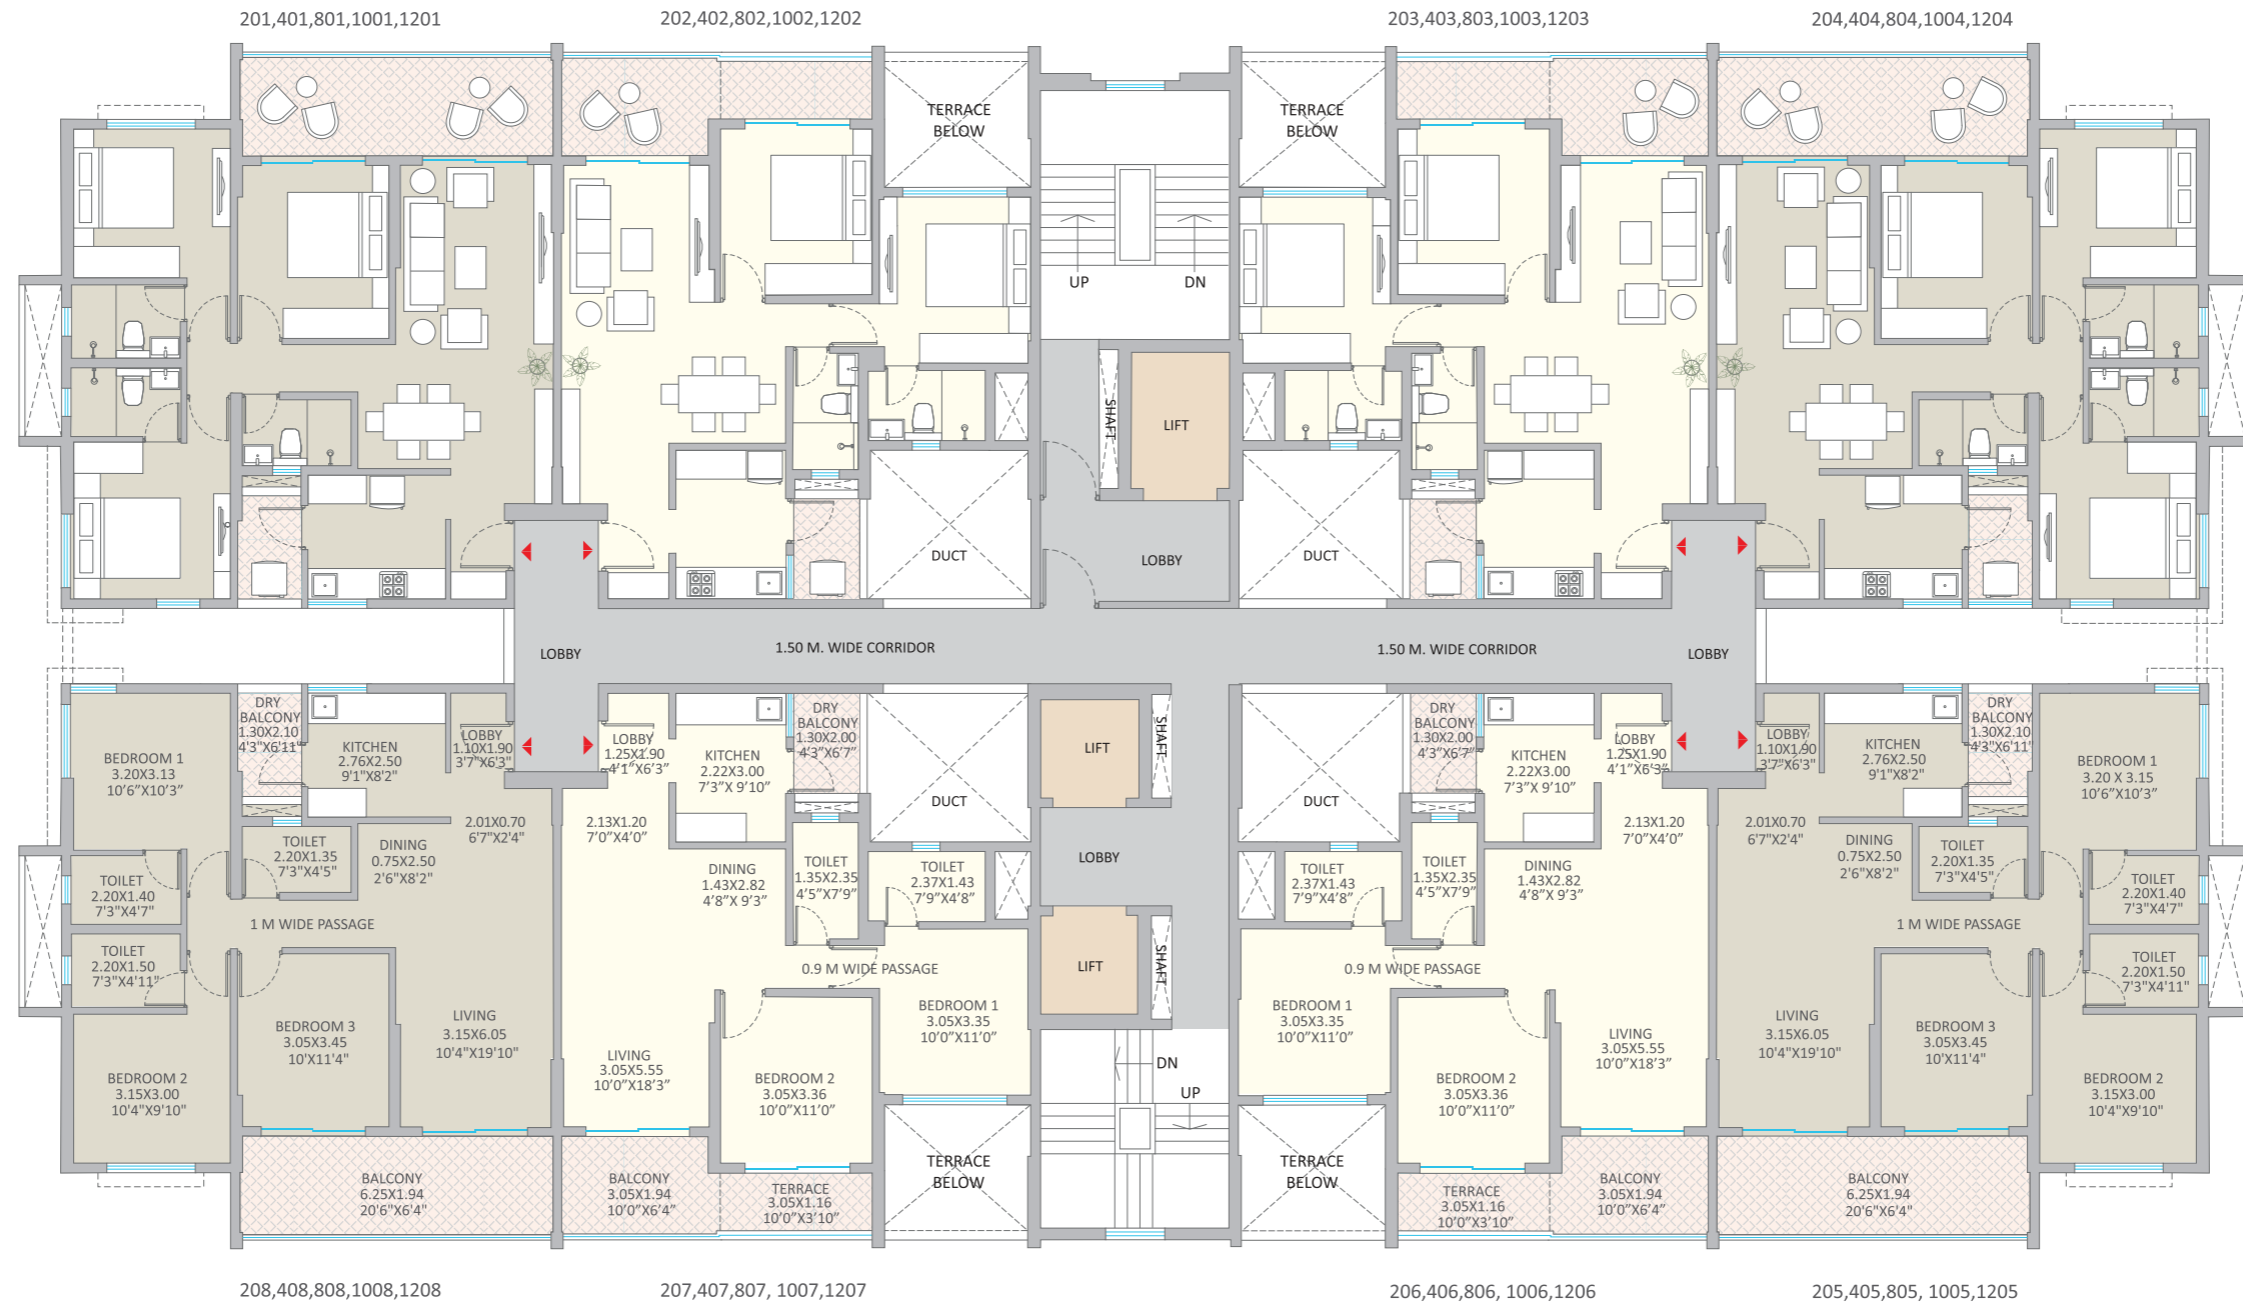 201,401,801,1001,1201
202,402,802,1002,1202
203,403,803,1003,1203
204,404,804,1004,1204
TERRACE
BELOW
TERRACE
BELOW
UP
DN
SHAFT
LIFT
DUCT
LOBBY
DUCT
LOBBY
1.50 M. WIDE CORRIDOR
1.50 M. WIDE CORRIDOR
LOBBY
BEDROOM 1
3.20X3.13
10'6"X10'3"
DRY
BALCONY
1.30X2.10
4'3"X6'11"
KITCHEN
2.76X2.50
9'1"X8'2"
LOBBY
1.10X1.90
3'7"X6'3"
LOBBY
1.25X1.90
4'1"X6'3"
KITCHEN
2.22X3.00
7'3"X 9'10"
DRY
BALCONY
1.30X2.00
4'3"X6'7"
DUCT
LIFT
SHAFT
DUCT
DRY
BALCONY
1.30X2.00
4'3"X6'7"
KITCHEN
2.22X3.00
7'3"X 9'10"
LOBBY
1.25X1.90
4'1"X6'3"
LOBBY
1.10X1.90
3'7"X6'3"
KITCHEN
2.76X2.50
9'1"X8'2"
DRY
BALCONY
1.30X2.10
4'3"X6'11"
BEDROOM 1
3.20 X 3.15
10'6"X10'3"
TOILET
2.20X1.40
7'3"X4'7"
TOILET
2.20X1.35
7'3"X4'5"
DINING
0.75X2.50
2'6"X8'2"
2.01X0.70
6'7"X2'4"
2.13X1.20
7'0"X4'0"
DINING
1.43X2.82
4'8"X 9'3"
TOILET
1.35X2.35
4'5"X7'9"
TOILET
2.37X1.43
7'9"X4'8"
LOBBY
TOILET
2.37X1.43
7'9"X4'8"
TOILET
1.35X2.35
4'5"X7'9"
DINING
1.43X2.82
4'8"X 9'3"
2.13X1.20
7'0"X4'0"
2.01X0.70
6'7"X2'4"
DINING
0.75X2.50
2'6"X8'2"
TOILET
2.20X1.35
7'3"X4'5"
TOILET
2.20X1.40
7'3"X4'7"
1 M WIDE PASSAGE
1 M WIDE PASSAGE
TOILET
2.20X1.50
7'3"X4'11"
0.9 M WIDE PASSAGE
LIFT
SHAFT
0.9 M WIDE PASSAGE
TOILET
2.20X1.50
7'3"X4'11"
BEDROOM 2
3.15X3.00
10'4"X9'10"
BEDROOM 3
3.05X3.45
10'X11'4"
LIVING
3.15X6.05
10'4"X19'10"
LIVING
3.05X5.55
10'0"X18'3"
BEDROOM 2
3.05X3.36
10'0"X11'0"
BEDROOM 1
3.05X3.35
10'0"X11'0"
DN
UP
BEDROOM 1
3.05X3.35
10'0"X11'0"
BEDROOM 2
3.05X3.36
10'0"X11'0"
LIVING
3.05X5.55
10'0"X18'3"
LIVING
3.15X6.05
10'4"X19'10"
BEDROOM 3
3.05X3.45
10'X11'4"
BEDROOM 2
3.15X3.00
10'4"X9'10"
BALCONY
6.25X1.94
20'6"X6'4"
BALCONY
3.05X1.94
10'0"X6'4"
TERRACE
3.05X1.16
10'0"X3'10"
TERRACE
BELOW
TERRACE
BELOW
TERRACE
3.05X1.16
10'0"X3'10"
BALCONY
3.05X1.94
10'0"X6'4"
BALCONY
6.25X1.94
20'6"X6'4"
208,408,808,1008,1208
207,407,807, 1007,1207
206,406,806, 1006,1206
205,405,805, 1005,1205